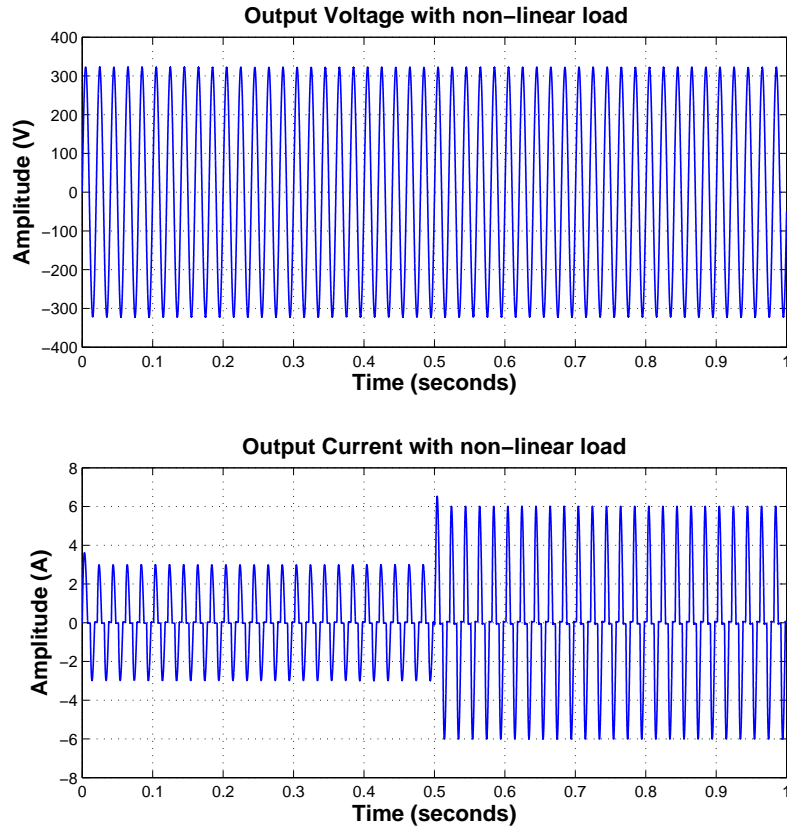 Output Voltage with non−linear load
400
300
200
100
0
−100
−200
−300
−400
Amplitude (V)
0 0.1 0.2 0.3 0.4 0.5 0.6 0.7 0.8 0.9 1
Time (seconds)
Output Current with non−linear load
8
6
4
2
0
−2
−4
−6
−8
Amplitude (A)
0 0.1 0.2 0.3 0.4 0.5 0.6 0.7 0.8 0.9 1
Time (seconds)